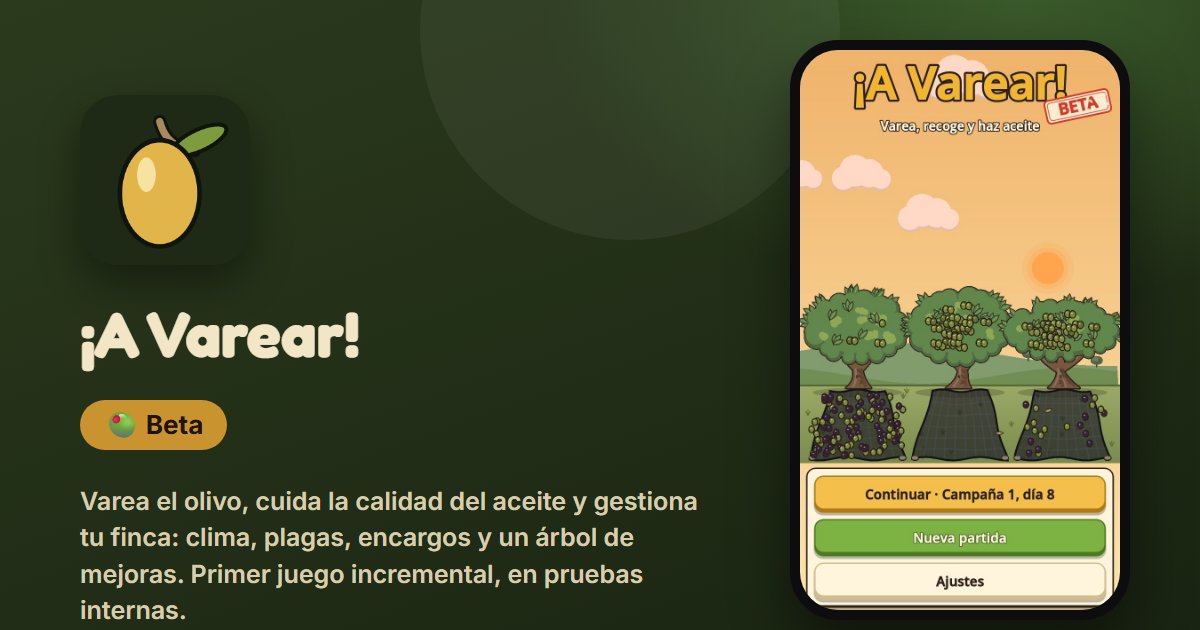 ¡A Varear!
Beta
Varea el olivo, cuida la calidad del aceite y gestiona
tu finca: clima, plagas, encargos y un árbol de
mejoras. Primer juego incremental, en pruebas
internas.
¡A Varear!
BETA
Varea, recoge y haz aceite
Continuar · Campaña 1, día 8
Nueva partida
Ajustes